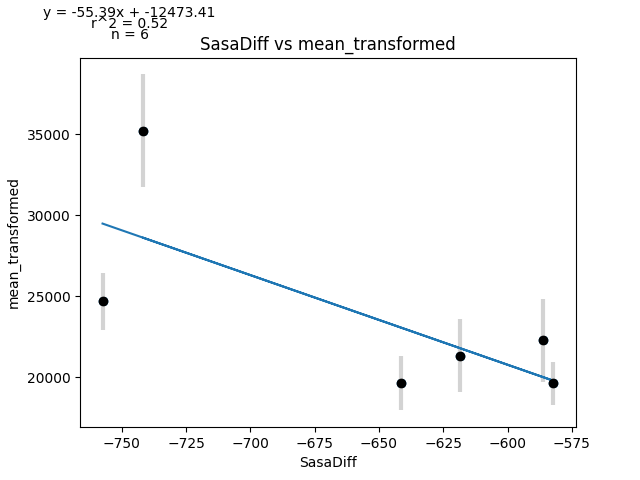 y = -55.39x + -12473.41
r^2 = 0.52
n = 6
SasaDiff vs mean_transformed
35000
30000
25000
20000
mean_transformed
−750
−725
−700
−675
−650
−625
−600
−575
SasaDiff